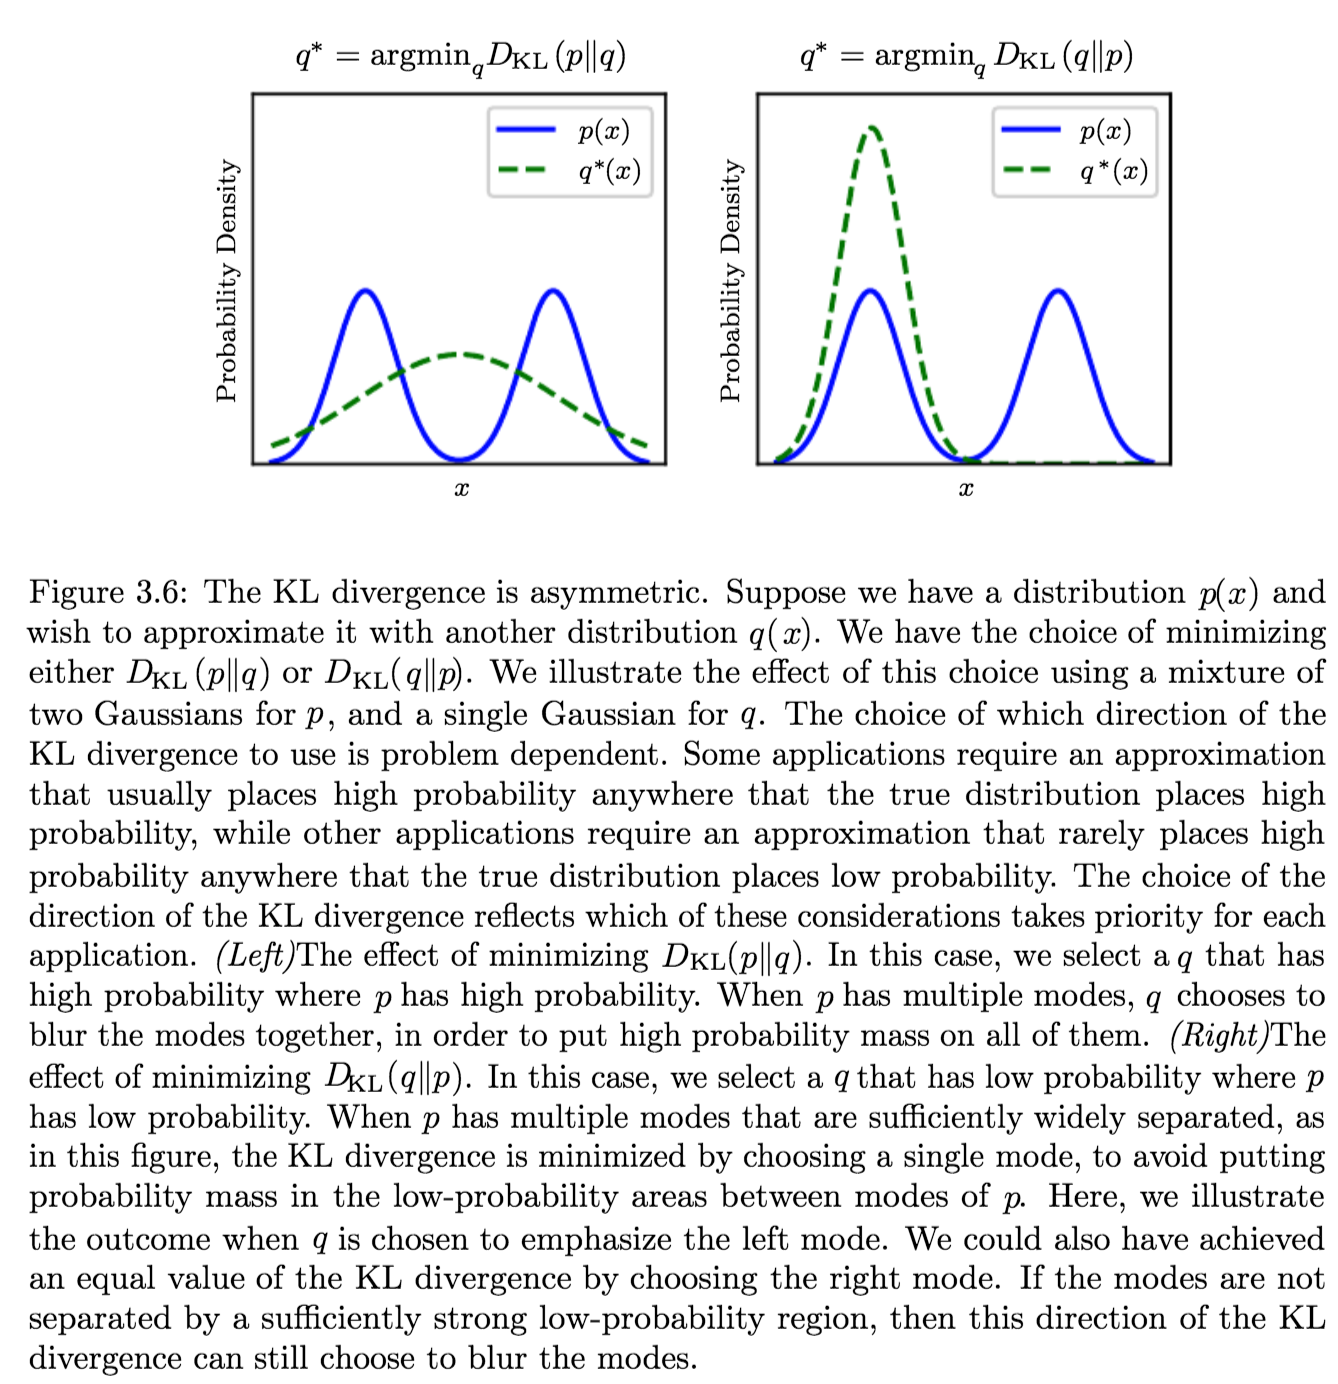 q* = argmin_q D_KL (p||q)
q* = argmin_q D_KL (q||p)
Probability Density
p(x)
q*(x)
x
Probability Density
p(x)
q*(x)
x
Figure 3.6: The KL divergence is asymmetric. Suppose we have a distribution p(x) and
wish to approximate it with another distribution q(x). We have the choice of minimizing
either D_KL (p||q) or D_KL(q||p). We illustrate the effect of this choice using a mixture of
two Gaussians for p, and a single Gaussian for q. The choice of which direction of the
KL divergence to use is problem dependent. Some applications require an approximation
that usually places high probability anywhere that the true distribution places high
probability, while other applications require an approximation that rarely places high
probability anywhere that the true distribution places low probability. The choice of the
direction of the KL divergence reflects which of these considerations takes priority for each
application. (Left)The effect of minimizing D_KL(p||q). In this case, we select a q that has
high probability where p has high probability. When p has multiple modes, q chooses to
blur the modes together, in order to put high probability mass on all of them. (Right)The
effect of minimizing D_KL(q||p). In this case, we select a q that has low probability where p
has low probability. When p has multiple modes that are sufficiently widely separated, as
in this figure, the KL divergence is minimized by choosing a single mode, to avoid putting
probability mass in the low-probability areas between modes of p. Here, we illustrate
the outcome when q is chosen to emphasize the left mode. We could also have achieved
an equal value of the KL divergence by choosing the right mode. If the modes are not
separated by a sufficiently strong low-probability region, then this direction of the KL
divergence can still choose to blur the modes.